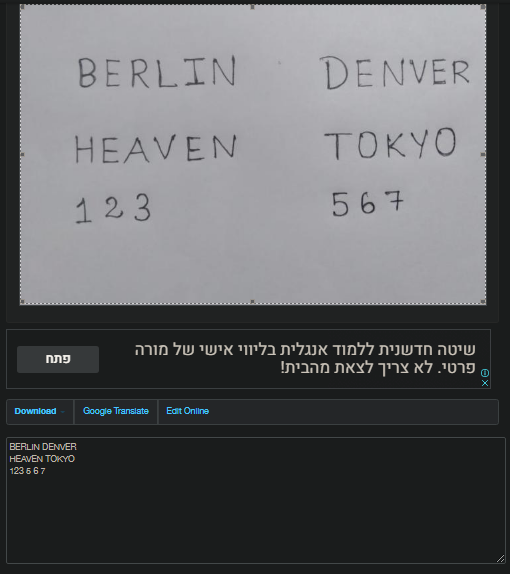 BERLIN DENVER
HEAVEN TOKYO
123 567
שיטה חדשנית ללמוד אנגלית בליווי אישי של מורה
פרטי. לא צריך לצאת מהבית!
פתח
Download Google Translate Edit Online
BERLIN DENVER
HEAVEN TOKYO
123 5 6 7